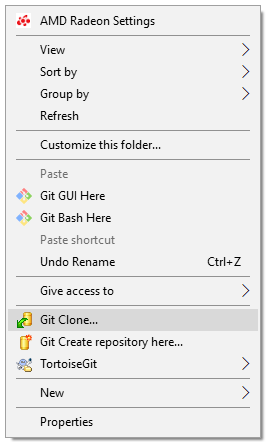 AMD Radeon Settings
View
Sort by
Group by
Refresh
Customize this folder...
Paste
Git GUI Here
Git Bash Here
Paste shortcut
Undo Rename Ctrl+Z
Give access to
Git Clone...
Git Create repository here...
TortoiseGit
New
Properties